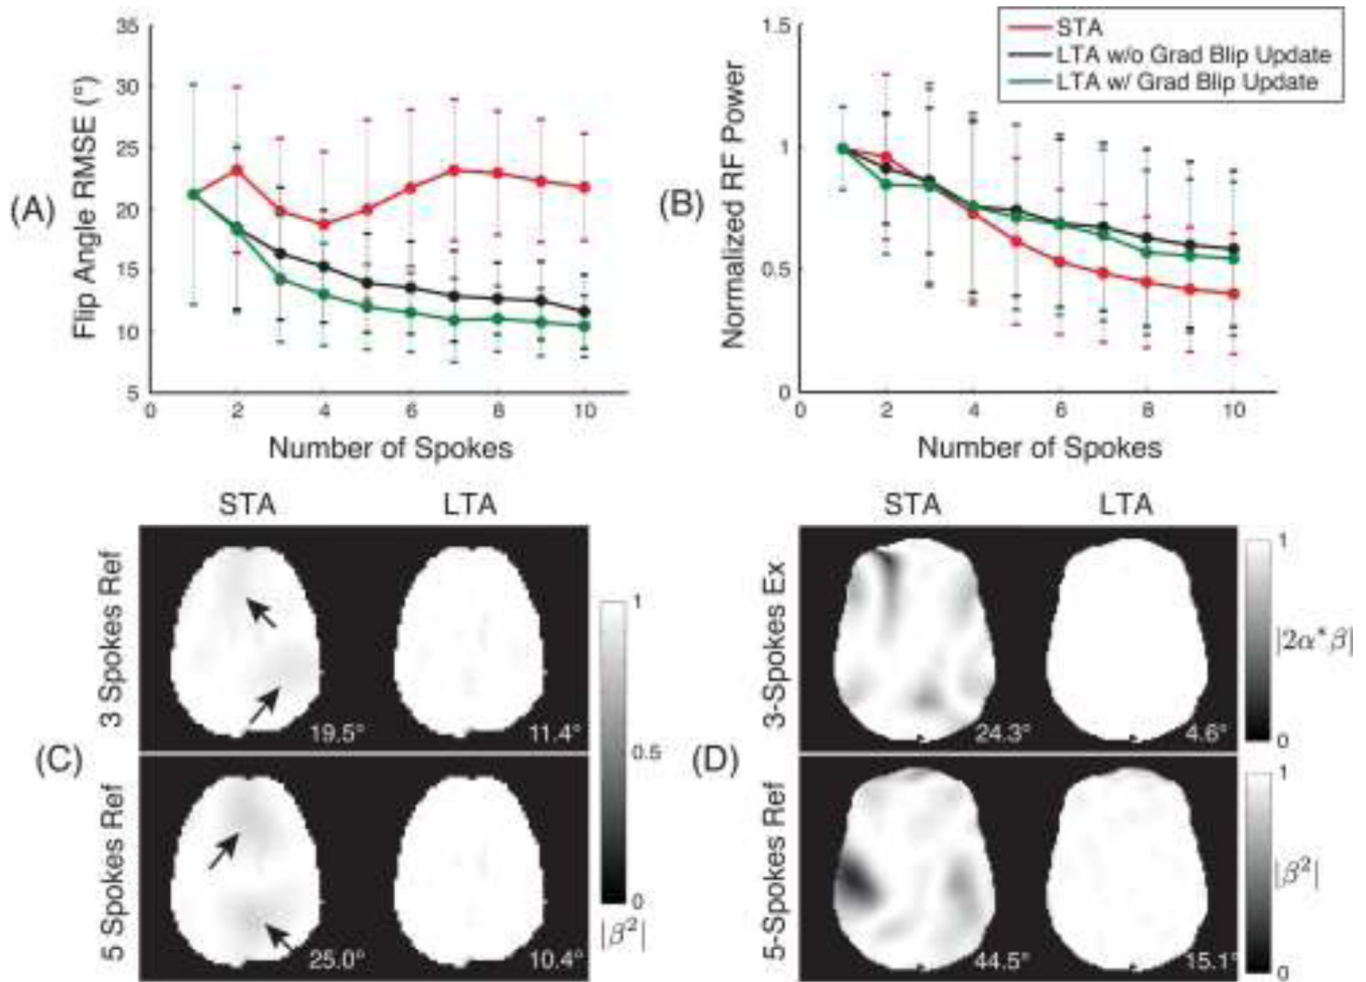 (A)
Flip Angle RMSE (°)
35
30
25
20
15
10
5
0
2
4
6
8
10
Number of Spokes
(B)
Normalized RF Power
1.5
1
0.5
0
0
2
4
6
8
10
Number of Spokes
STA
LTA w/o Grad Blip Update
LTA w/ Grad Blip Update
(C)
STA
LTA
3 Spokes Ref
19.5°
11.4°
5 Spokes Ref
25.0°
10.4°
1
0.5
0
|β²|
(D)
STA
LTA
3-Spokes Ex
24.3°
4.6°
1
|2α*β|
0
5-Spokes Ref
44.5°
15.1°
1
|β²|
0